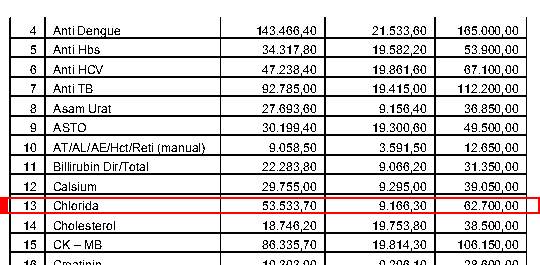 4 Anti Dengue 143.466,40 21.533,60 165.000,00
5 Anti Hbs 34.317,80 19.582,20 53.900,00
6 Anti HCV 47.238,40 19.861,60 67.100,00
7 Anti TB 92.785,00 19.415,00 112.200,00
8 Asam Urat 27.693,60 9.156,40 36.850,00
9 ASTO 30.199,40 19.300,60 49.500,00
10 AT/AL/AE/Hct/Reti (manual) 9.058,50 3.591,50 12.650,00
11 Billirubin Dir/Total 22.283,80 9.066,20 31.350,00
12 Calsium 29.755,00 9.295,00 39.050,00
13 Chlorida 53.533,70 9.166,30 62.700,00
14 Cholesterol 18.746,20 19.753,80 38.500,00
15 CK – MB 86.335,70 19.814,30 106.150,00
16 Creatinin